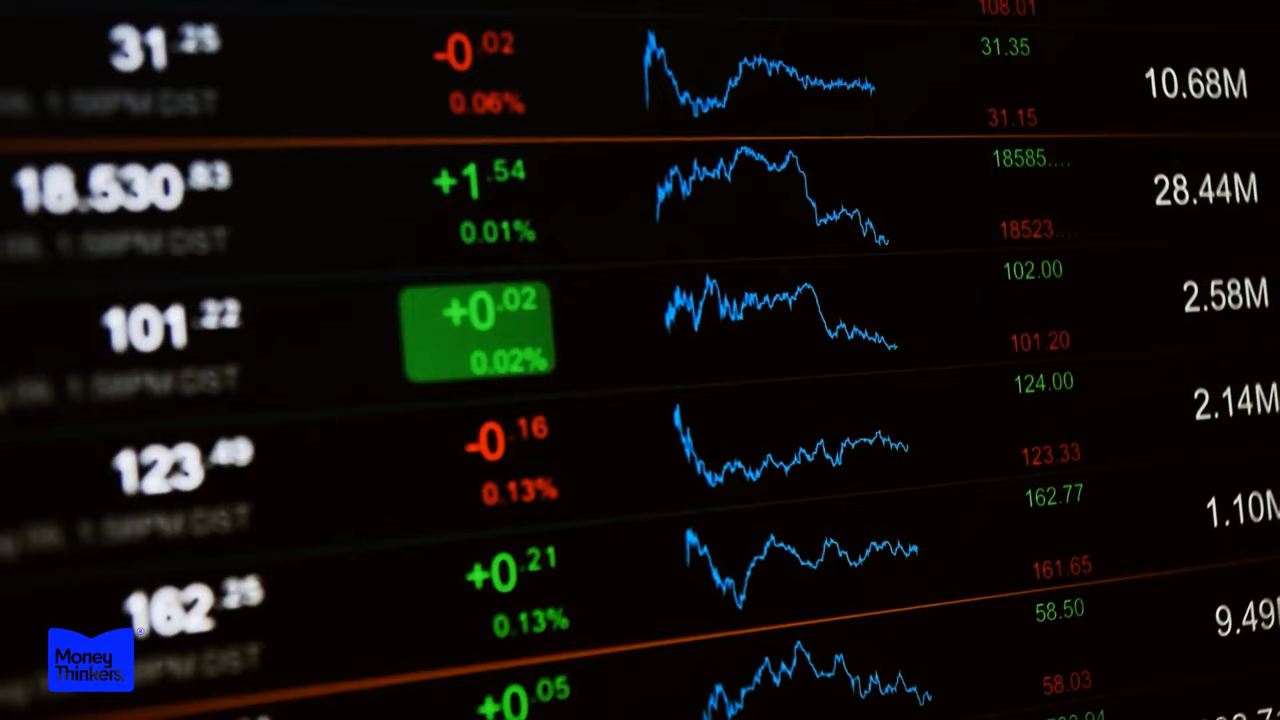 108.01
31.25 -0.02 31.35
0.06% 31.15 10.68M
18.530.83 +1.54 18585....
0.01% 18523.... 28.44M
101.22 +0.02 102.00
0.02% 101.20 2.58M
123.49 -0.16 124.00
0.13% 123.33 2.14M
162.25 +0.21 162.77
0.13% 161.65 1.10M
+0.05 58.50
58.03 9.49
Money
Thinkers.